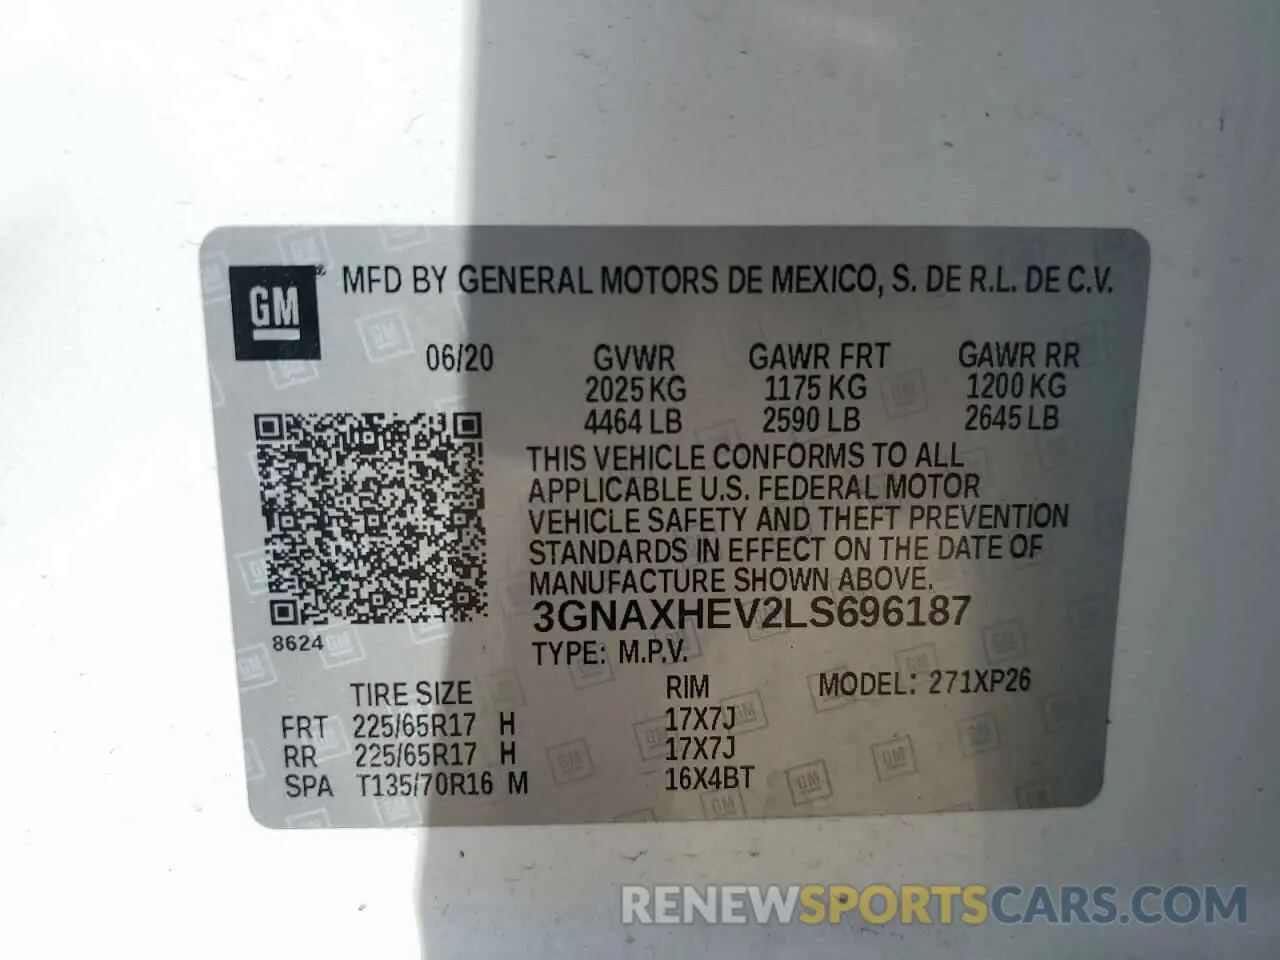 GM
MFD BY GENERAL MOTORS DE MEXICO, S. DE R.L. DE C.V.
06/20 GVWR GAWR FRT GAWR RR
2025 KG 1175 KG 1200 KG
4464 LB 2590 LB 2645 LB
THIS VEHICLE CONFORMS TO ALL
APPLICABLE U.S. FEDERAL MOTOR
VEHICLE SAFETY AND THEFT PREVENTION
STANDARDS IN EFFECT ON THE DATE OF
MANUFACTURE SHOWN ABOVE.
3GNAXHEV2LS696187
8624
TYPE: M.P.V.
TIRE SIZE RIM MODEL: 271XP26
FRT 225/65R17 H 17X7J
RR 225/65R17 H 17X7J
SPA T135/70R16 M 16X4BT
RENEWSPORTSCARS.COM